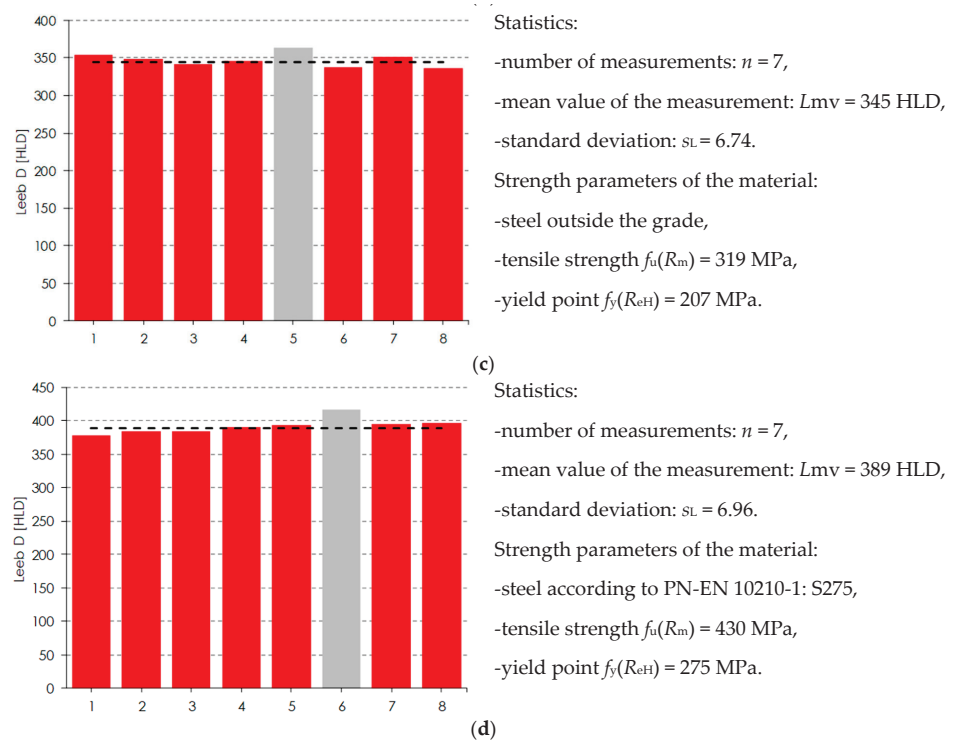 400
350
300
250
200
150
100
50
0
Leeb D [HLD]
1 2 3 4 5 6 7 8
Statistics:
-number of measurements: n = 7,
-mean value of the measurement: Lmv = 345 HLD,
-standard deviation: sL = 6.74.
Strength parameters of the material:
-steel outside the grade,
-tensile strength fu(Rm) = 319 MPa,
-yield point fy(ReH) = 207 MPa.
(c)
450
400
350
300
250
200
150
100
50
0
Leeb D [HLD]
1 2 3 4 5 6 7 8
Statistics:
-number of measurements: n = 7,
-mean value of the measurement: Lmv = 389 HLD,
-standard deviation: sL = 6.96.
Strength parameters of the material:
-steel according to PN-EN 10210-1: S275,
-tensile strength fu(Rm) = 430 MPa,
-yield point fy(ReH) = 275 MPa.
(d)